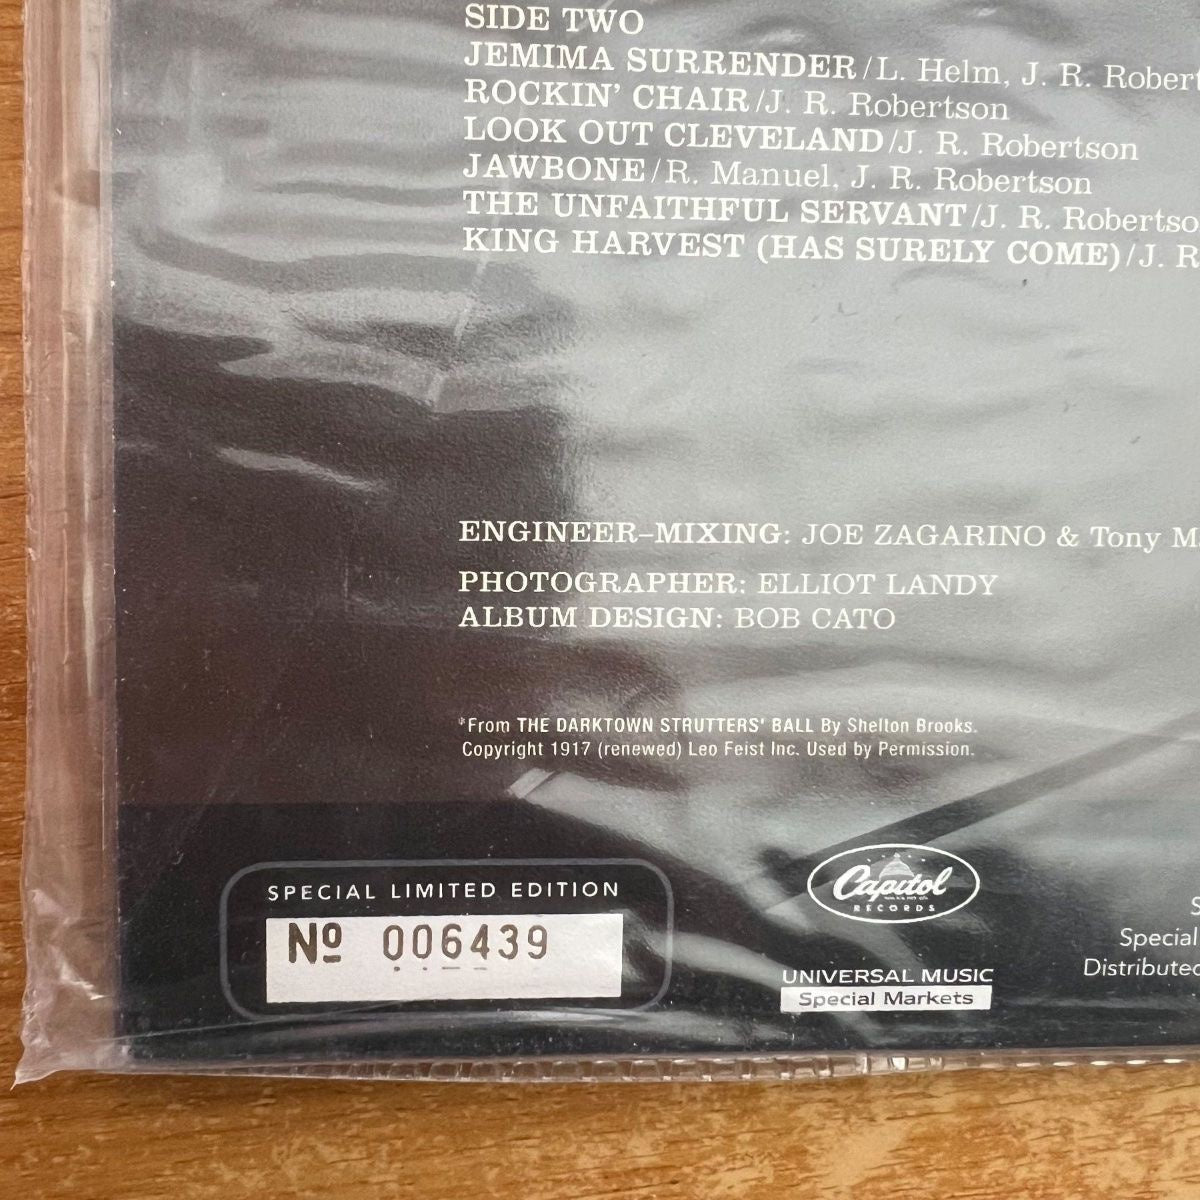 SIDE TWO
JEMIMA SURRENDER/L. Helm, J. R. Robert
ROCKIN' CHAIR/J. R. Robertson
LOOK OUT CLEVELAND/J. R. Robertson
JAWBONE/R. Manuel, J. R. Robertson
THE UNFAITHFUL SERVANT/J. R. Robertso
KING HARVEST (HAS SURELY COME)/J. R
ENGINEER–MIXING: JOE ZAGARINO & Tony M
PHOTOGRAPHER: ELLIOT LANDY
ALBUM DESIGN: BOB CATO
*From THE DARKTOWN STRUTTERS' BALL By Shelton Brooks.
Copyright 1917 (renewed) Leo Feist Inc. Used by Permission.
SPECIAL LIMITED EDITION
Nº 006439
Capitol
RECORDS
UNIVERSAL MUSIC
Special Markets
S
Special
Distributed